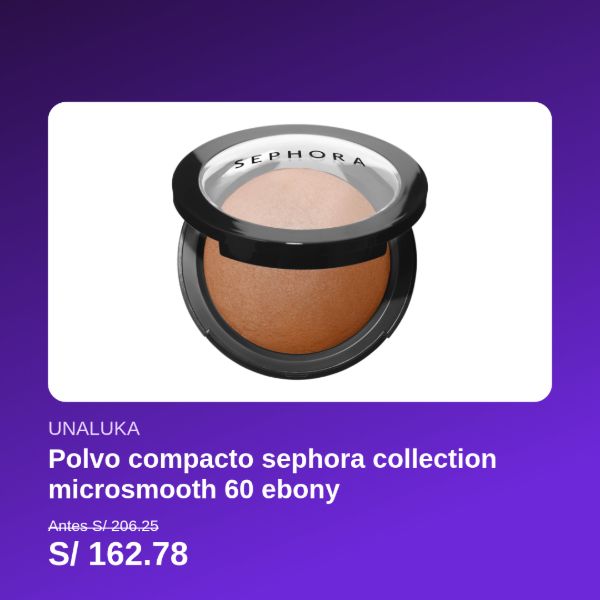 SEPHORA
UNALUKA
Polvo compacto sephora collection
microsmooth 60 ebony
Antes S/ 206.25
S/ 162.78